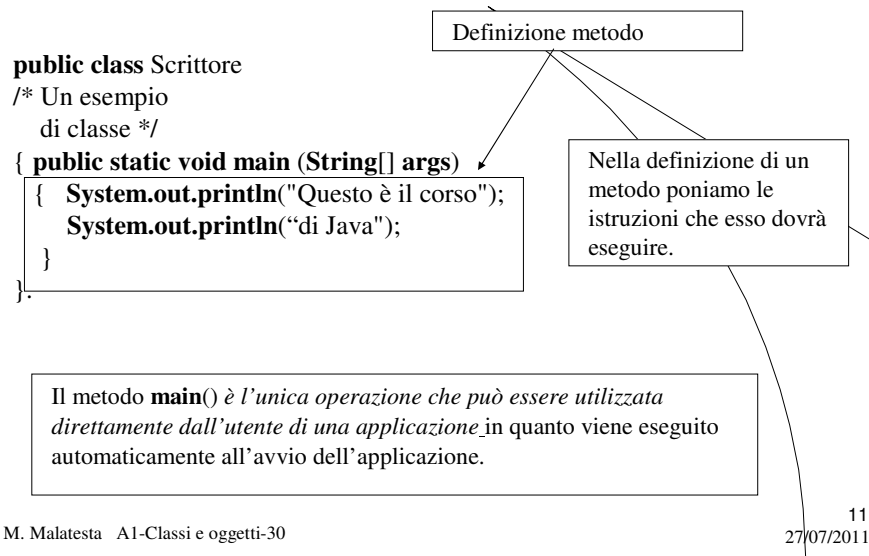 Definizione metodo
public class Scrittore
/* Un esempio
di classe */
{ public static void main (String[] args)
{ System.out.println("Questo è il corso");
System.out.println(“di Java");
}
}.
Nella definizione di un
metodo poniamo le
istruzioni che esso dovrà
eseguire.
Il metodo main() è l'unica operazione che può essere utilizzata
direttamente dall'utente di una applicazione in quanto viene eseguito
automaticamente all'avvio dell'applicazione.
M. Malatesta A1-Classi e oggetti-30
11
27/07/2011